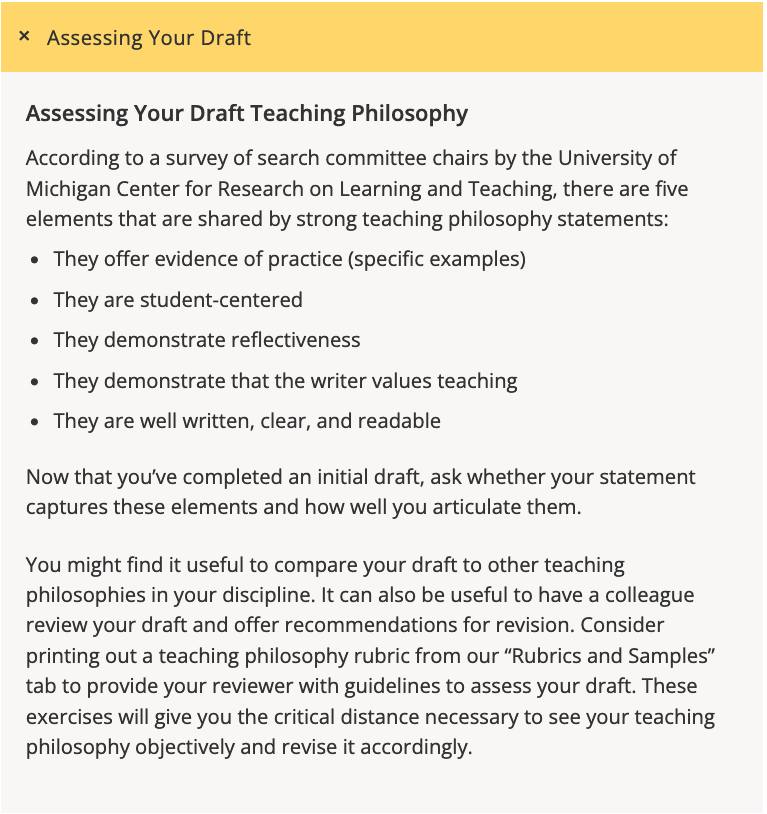 × Assessing Your Draft
Assessing Your Draft Teaching Philosophy
According to a survey of search committee chairs by the University of
Michigan Center for Research on Learning and Teaching, there are five
elements that are shared by strong teaching philosophy statements:
• They offer evidence of practice (specific examples)
• They are student-centered
• They demonstrate reflectiveness
• They demonstrate that the writer values teaching
• They are well written, clear, and readable
Now that you’ve completed an initial draft, ask whether your statement
captures these elements and how well you articulate them.
You might find it useful to compare your draft to other teaching
philosophies in your discipline. It can also be useful to have a colleague
review your draft and offer recommendations for revision. Consider
printing out a teaching philosophy rubric from our “Rubrics and Samples”
tab to provide your reviewer with guidelines to assess your draft. These
exercises will give you the critical distance necessary to see your teaching
philosophy objectively and revise it accordingly.